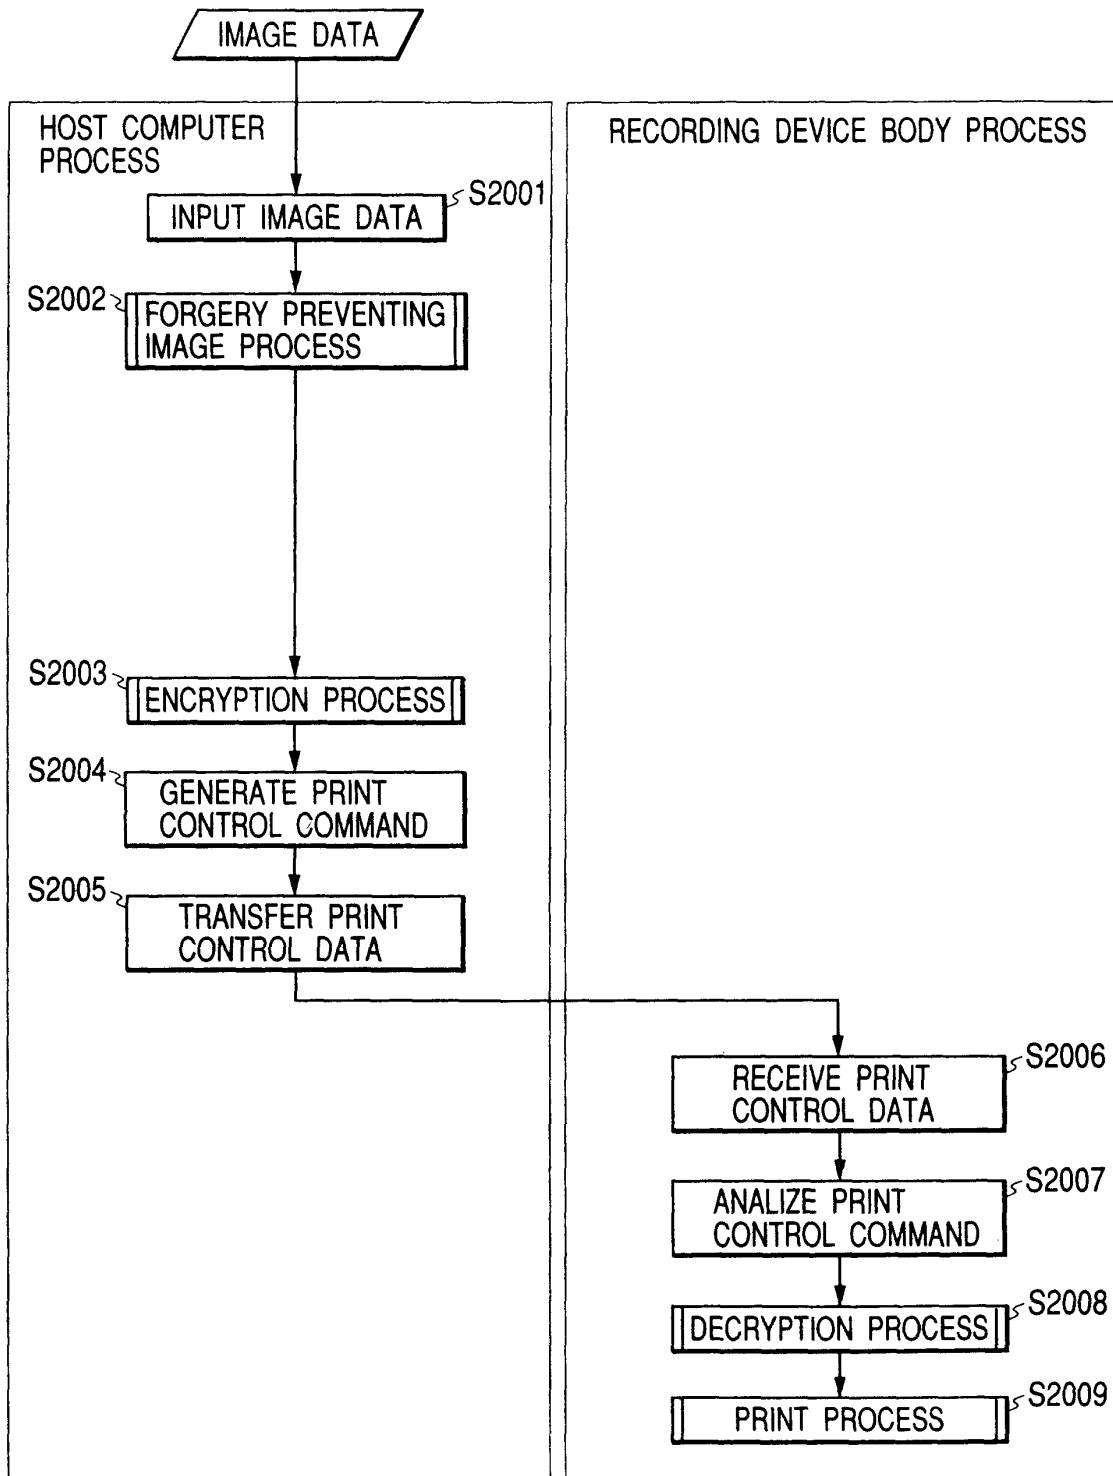 IMAGE DATA
HOST COMPUTER
PROCESS
RECORDING DEVICE BODY PROCESS
S2001
INPUT IMAGE DATA
S2002
FORGERY PREVENTING
IMAGE PROCESS
S2003
ENCRYPTION PROCESS
S2004
GENERATE PRINT
CONTROL COMMAND
S2005
TRANSFER PRINT
CONTROL DATA
S2006
RECEIVE PRINT
CONTROL DATA
S2007
ANALIZE PRINT
CONTROL COMMAND
S2008
DECRYPTION PROCESS
S2009
PRINT PROCESS